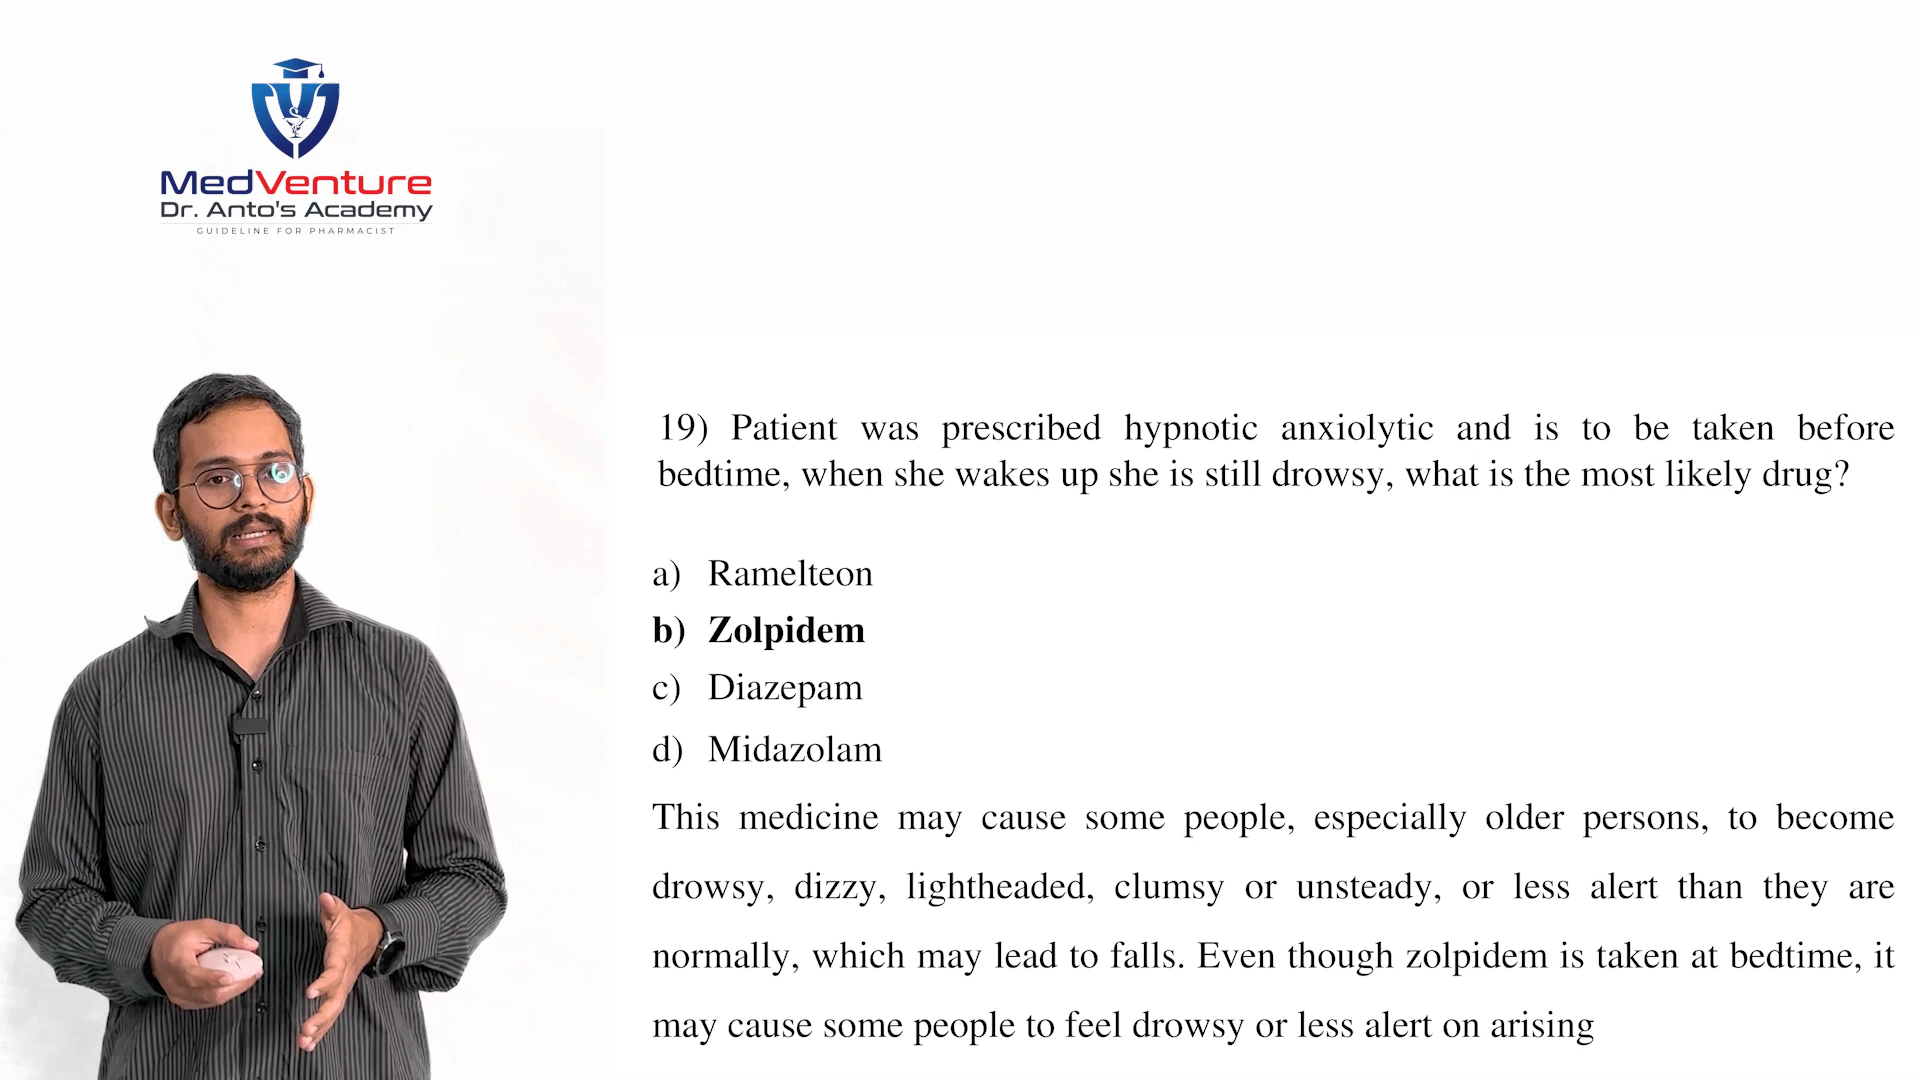 MedVenture
Dr. Anto's Academy
GUIDELINE FOR PHARMACIST
19) Patient was prescribed hypnotic anxiolytic and is to be taken before
bedtime, when she wakes up she is still drowsy, what is the most likely drug?
a) Ramelteon
b) Zolpidem
c) Diazepam
d) Midazolam
This medicine may cause some people, especially older persons, to become
drowsy, dizzy, lightheaded, clumsy or unsteady, or less alert than they are
normally, which may lead to falls. Even though zolpidem is taken at bedtime, it
may cause some people to feel drowsy or less alert on arising